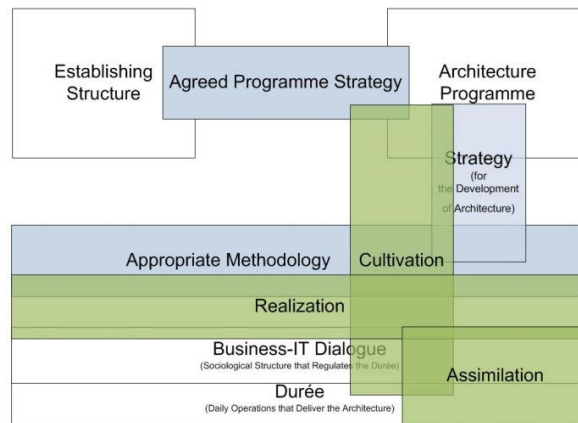 Establishing
Structure
Agreed Programme Strategy
Architecture
Programme
Strategy
(for
the Development
of Architecture)
Appropriate Methodology
Cultivation
Realization
Business-IT Dialogue
(Sociological Structure that Regulates the Durée)
Assimilation
Durée
(Daily Operations that Deliver the Architecture)